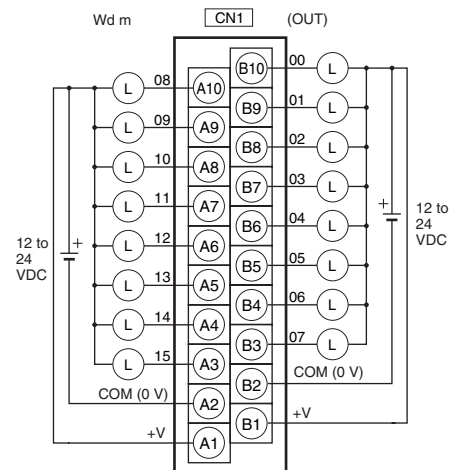 Wd m CN1 (OUT)
L 08 A10 B10 00 L
L 09 A9 B9 01 L
L 10 A8 B8 02 L
L 11 A7 B7 03 L
L 12 A6 B6 04 L
L 13 A5 B5 05 L
L 14 A4 B4 06 L
L 15 A3 B3 07 L
COM (0 V) A2 B2 COM (0 V)
+V A1 B1 +V
12 to
24
VDC
+
+
12 to
24
VDC